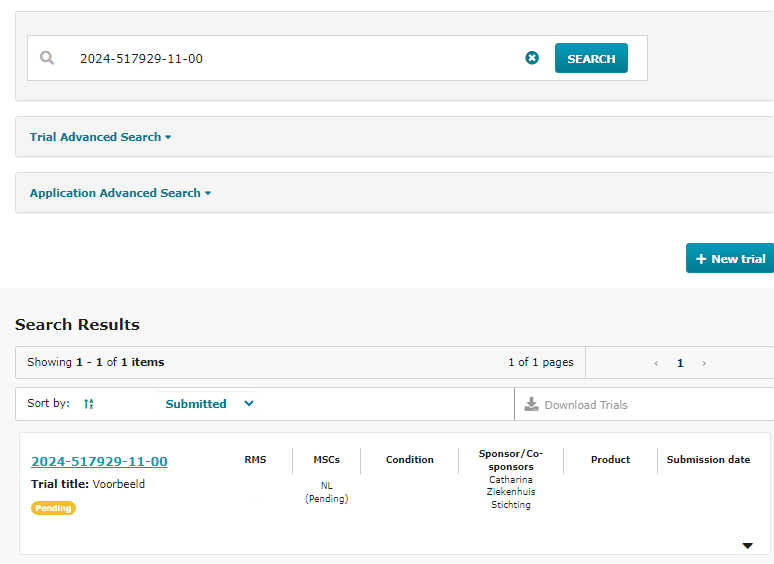 2024-517929-11-00
SEARCH
Trial Advanced Search
Application Advanced Search
+ New trial
Search Results
Showing 1 - 1 of 1 items
1 of 1 pages
‹ 1 ›
Sort by:
Submitted
Download Trials
2024-517929-11-00
Trial title: Voorbeeld
Pending
RMS
MSCs
NL
(Pending)
Condition
Sponsor/Co-
sponsors
Catharina
Ziekenhuis
Stichting
Product
Submission date